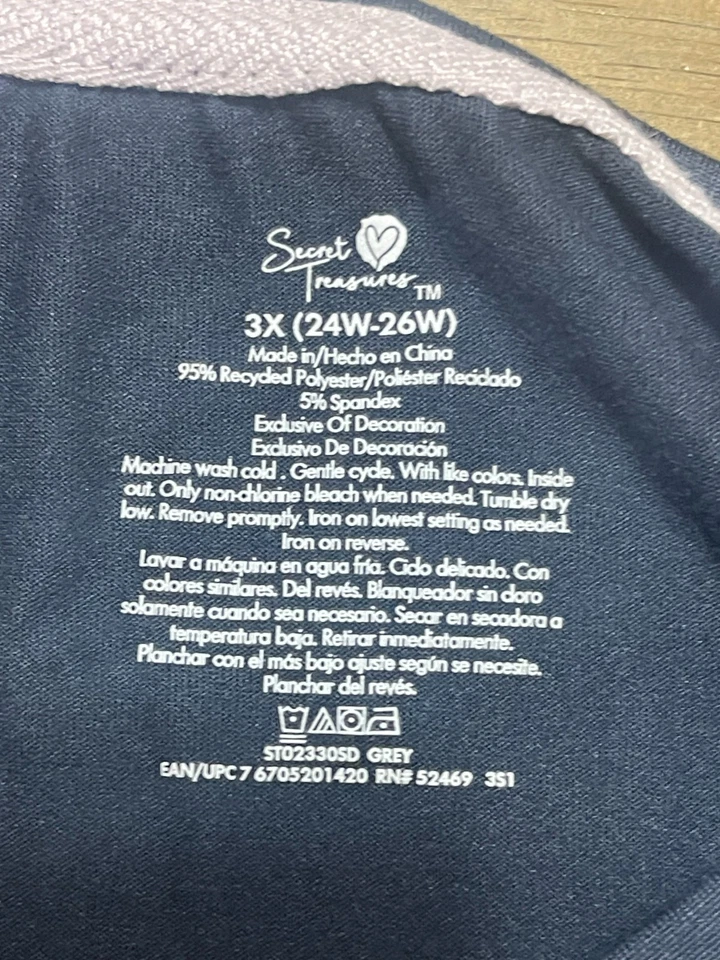 Secret
Treasures™
3X (24W-26W)
Made in/Hecho en China
95% Recycled Polyester/Poliéster Reciclado
5% Spandex
Exclusive Of Decoration
Exclusivo De Decoración
Machine wash cold . Gentle cycle. With like colors. Inside
out. Only non-chlorine bleach when needed. Tumble dry
low. Remove promptly. Iron on lowest setting as needed.
Iron on reverse.
Lavar a máquina en agua fría. Ciclo delicado. Con
colores similares. Del revés. Blanqueador sin cloro
solamente cuando sea necesario. Secar en secadora a
temperatura baja. Retirar inmediatamente.
Planchar con el más bajo ajuste según se necesite.
Planchar del revés.
ST02330SD GREY
EAN/UPC 7 6705201420 RN# 52469 3S1